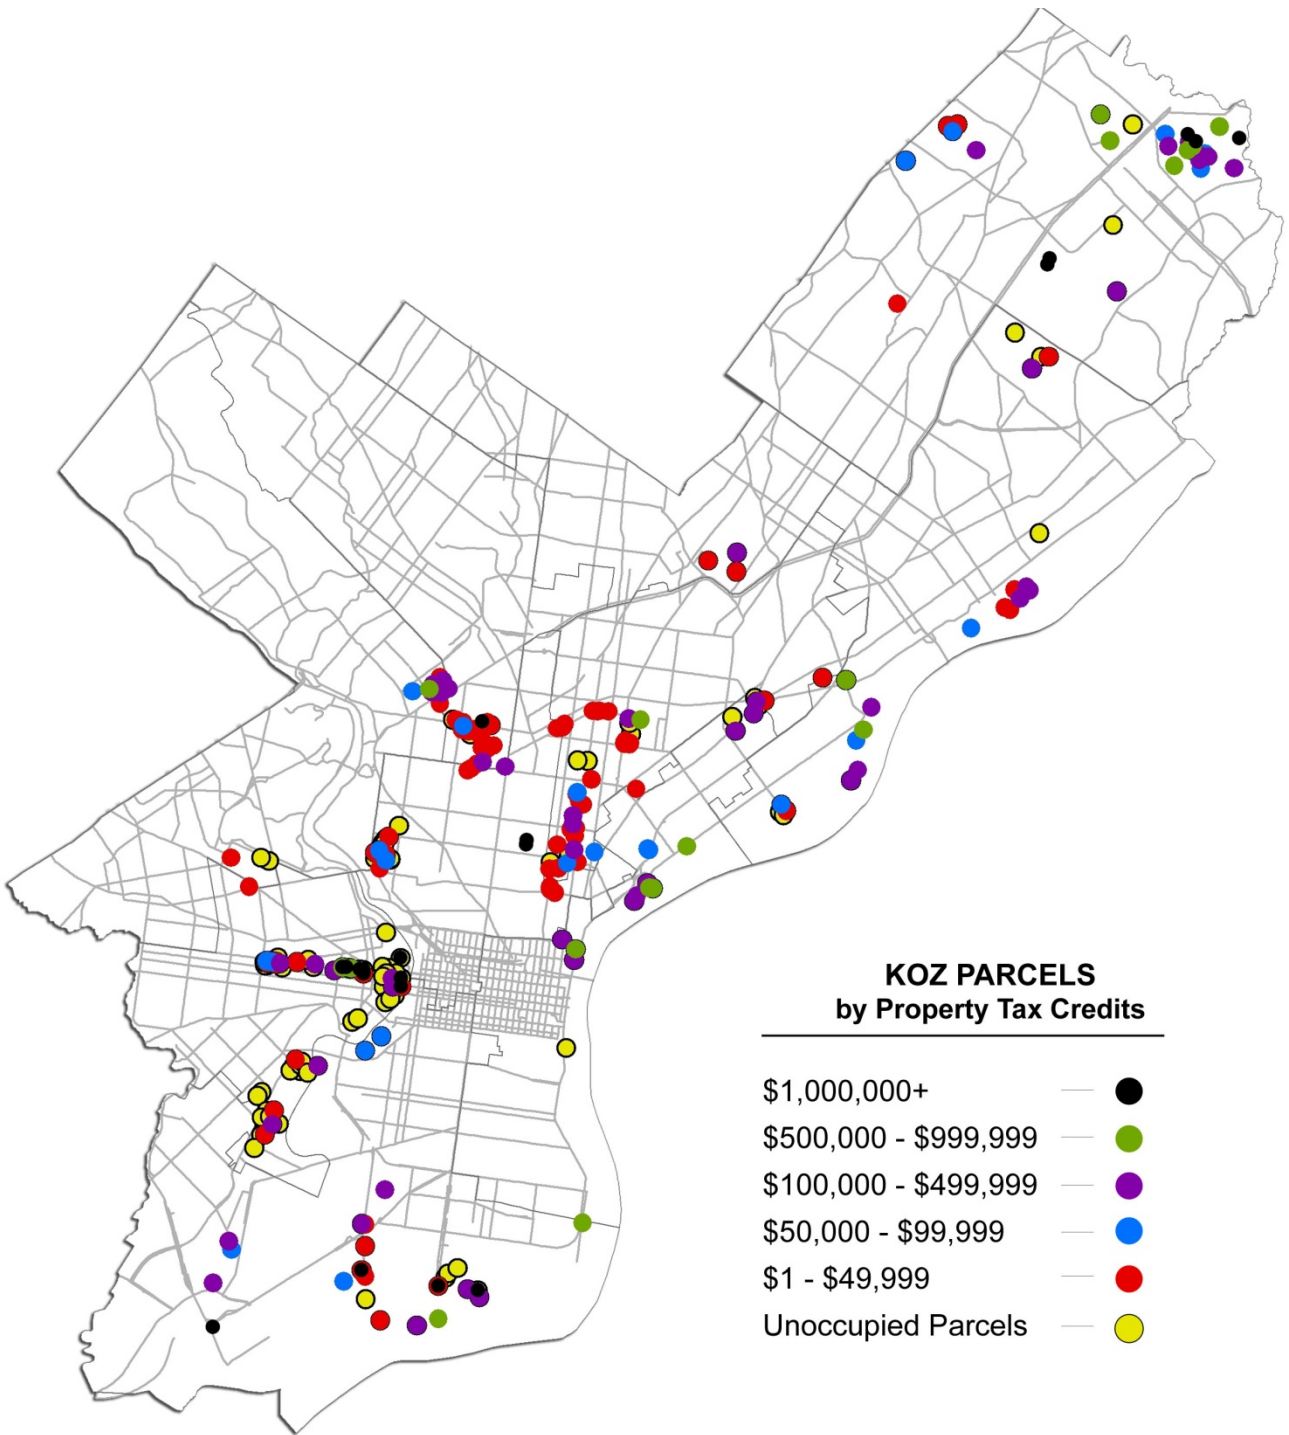 KOZ PARCELS
by Property Tax Credits
$1,000,000+
$500,000 - $999,999
$100,000 - $499,999
$50,000 - $99,999
$1 - $49,999
Unoccupied Parcels